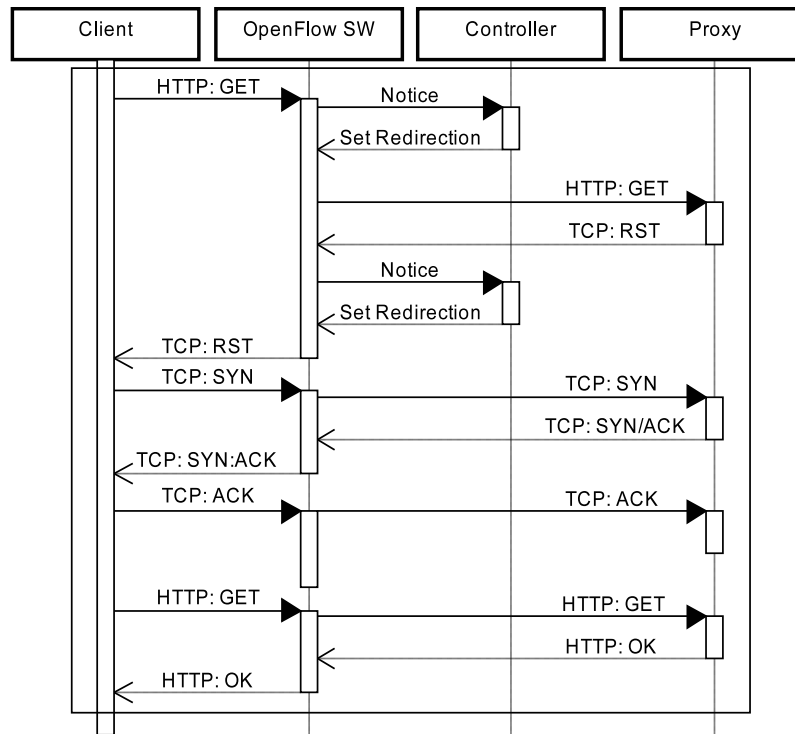 Client
OpenFlow SW
Controller
Proxy
HTTP: GET
Notice
Set Redirection
HTTP: GET
TCP: RST
Notice
Set Redirection
TCP: RST
TCP: SYN
TCP: SYN
TCP: SYN/ACK
TCP: SYN:ACK
TCP: ACK
TCP: ACK
HTTP: GET
HTTP: GET
HTTP: OK
HTTP: OK